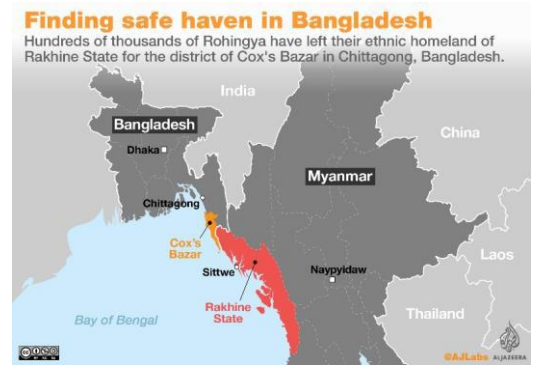 Finding safe haven in Bangladesh
Hundreds of thousands of Rohingya have left their ethnic homeland of
Rakhine State for the district of Cox's Bazar in Chittagong, Bangladesh.
India
Bangladesh
Dhaka
China
Myanmar
Chittagong
Cox's
Bazar
Sittwe
Naypyidaw
Laos
Rakhine
State
Bay of Bengal
Thailand
@AJLabs
ALJAZEERA